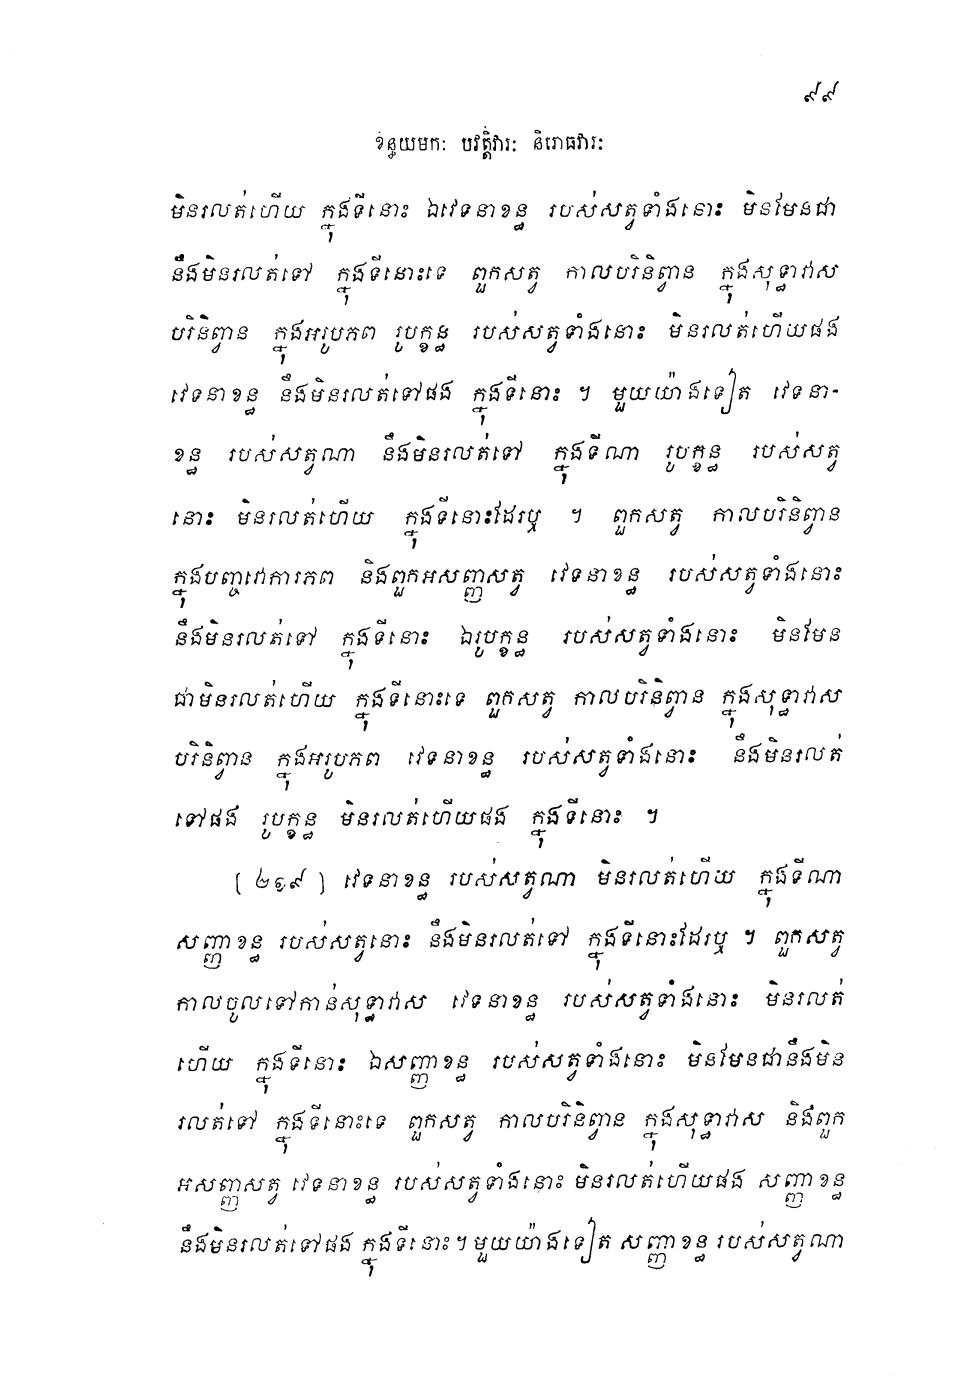 ៩៩
ខន្ធយមកៈ បវត្តិវារៈ និរោធវារៈ
មិនរលត់ហើយ ក្នុងទីនោះ ឯវេទនាខន្ធ របស់សត្វទាំងនោះ មិនមែនជា
នឹងមិនរលត់ទៅ ក្នុងទីនោះទេ ពួកសត្វ កាលបរិនិព្វាន ក្នុងសុទ្ធាវាស
បរិនិព្វាន ក្នុងអរូបភព រូបក្ខន្ធ របស់សត្វទាំងនោះ មិនរលត់ហើយផង
វេទនាខន្ធ នឹងមិនរលត់ទៅផង ក្នុងទីនោះ ។ មួយយ៉ាងទៀត វេទនា-
ខន្ធ របស់សត្វណា នឹងមិនរលត់ទៅ ក្នុងទីណា រូបក្ខន្ធ របស់សត្វ
នោះ មិនរលត់ហើយ ក្នុងទីនោះដែរឬ ។ ពួកសត្វ កាលបរិនិព្វាន
ក្នុងបញ្ចវោការភព និងពួកអសញ្ញសត្វ វេទនាខន្ធ របស់សត្វទាំងនោះ
នឹងមិនរលត់ទៅ ក្នុងទីនោះ ឯរូបក្ខន្ធ របស់សត្វទាំងនោះ មិនមែន
ជាមិនរលត់ហើយ ក្នុងទីនោះទេ ពួកសត្វ កាលបរិនិព្វាន ក្នុងសុទ្ធាវាស
បរិនិព្វាន ក្នុងអរូបភព វេទនាខន្ធ របស់សត្វទាំងនោះ នឹងមិនរលត់
ទៅផង រូបក្ខន្ធ មិនរលត់ហើយផង ក្នុងទីនោះ ។
[ ២៤៩ ] វេទនាខន្ធ របស់សត្វណា មិនរលត់ហើយ ក្នុងទីណា
សញ្ញាខន្ធ របស់សត្វនោះ នឹងមិនរលត់ទៅ ក្នុងទីនោះដែរឬ ។ ពួកសត្វ
កាលចូលទៅកាន់សុទ្ធាវាស វេទនាខន្ធ របស់សត្វទាំងនោះ មិនរលត់
ហើយ ក្នុងទីនោះ ឯសញ្ញាខន្ធ របស់សត្វទាំងនោះ មិនមែនជានឹងមិន
រលត់ទៅ ក្នុងទីនោះទេ ពួកសត្វ កាលបរិនិព្វាន ក្នុងសុទ្ធាវាស និងពួក
អសញ្ញសត្វ វេទនាខន្ធ របស់សត្វទាំងនោះ មិនរលត់ហើយផង សញ្ញាខន្ធ
នឹងមិនរលត់ទៅផង ក្នុងទីនោះ ។ មួយយ៉ាងទៀត សញ្ញាខន្ធ របស់សត្វណា